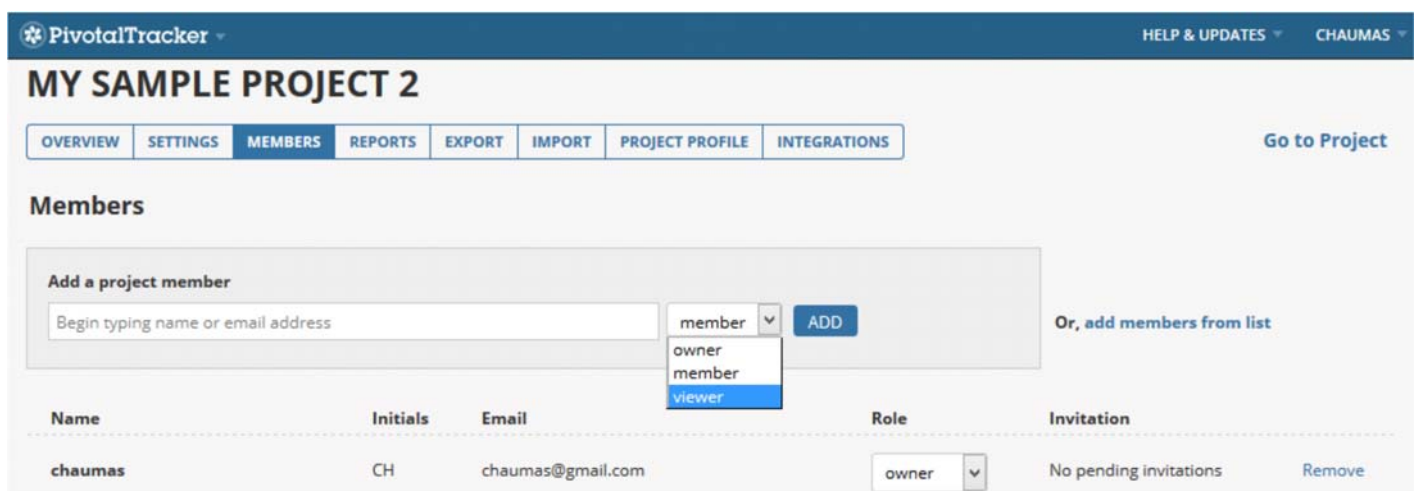 PivotalTracker HELP & UPDATES CHAUMAS
MY SAMPLE PROJECT 2
OVERVIEW SETTINGS MEMBERS REPORTS EXPORT IMPORT PROJECT PROFILE INTEGRATIONS Go to Project
Members
Add a project member
Begin typing name or email address member ADD Or, add members from list
owner
member
viewer
Name Initials Email Role Invitation
chaumas CH chaumas@gmail.com owner No pending invitations Remove